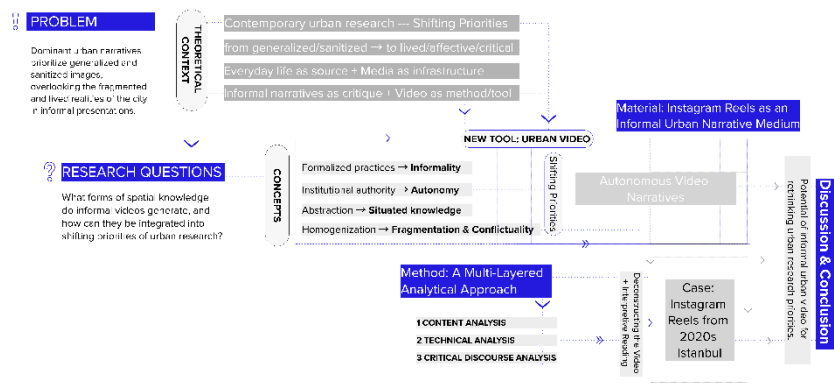 PROBLEM
Dominant urban narratives
prioritize generalized and
sanitized images,
overlooking the fragmented
and lived realities of the city
in informal presentations.
THEORETICAL
CONTEXT
Contemporary urban research --- Shifting Priorities
from generalized/sanitized → to lived/affective/critical
Everyday life as source + Media as infrastructure
Informal narratives as critique + Video as method/tool
NEW TOOL: URBAN VIDEO
Material: Instagram Reels as an
Informal Urban Narrative Medium
RESEARCH QUESTIONS
What forms of spatial knowledge
do informal videos generate, and
how can they be integrated into
shifting priorities of urban research?
CONCEPTS
Formalized practices → Informality
Institutional authority → Autonomy
Abstraction → Situated knowledge
Homogenization → Fragmentation & Conflictuality
Shifting Priorities
Autonomous Video
Narratives
Method: A Multi-Layered
Analytical Approach
1 CONTENT ANALYSIS
2 TECHNICAL ANALYSIS
3 CRITICAL DISCOURSE ANALYSIS
Deconstructing the Video
+ Interpretive Reading
Case:
Instagram
Reels from
2020s
Istanbul
Potential of informal urban video for
rethinking urban research priorities.
Discussion & Conclusion